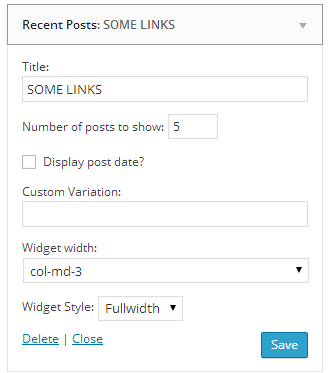 Recent Posts: SOME LINKS
Title:
SOME LINKS
Number of posts to show: 5
Display post date?
Custom Variation:
Widget width:
col-md-3
Widget Style: Fullwidth
Delete | Close Save